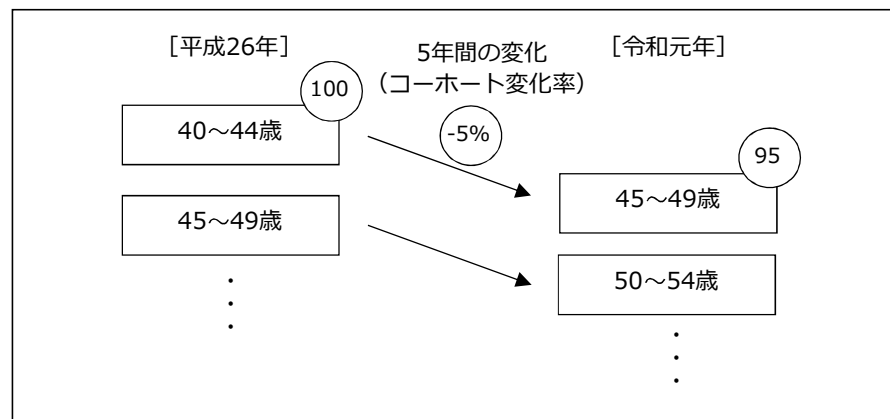 ［平成26年］
5年間の変化
（コーホート変化率）
［令和元年］
100
40～44歳
-5%
95
45～49歳
45～49歳
50～54歳
・
・
・
・
・
・